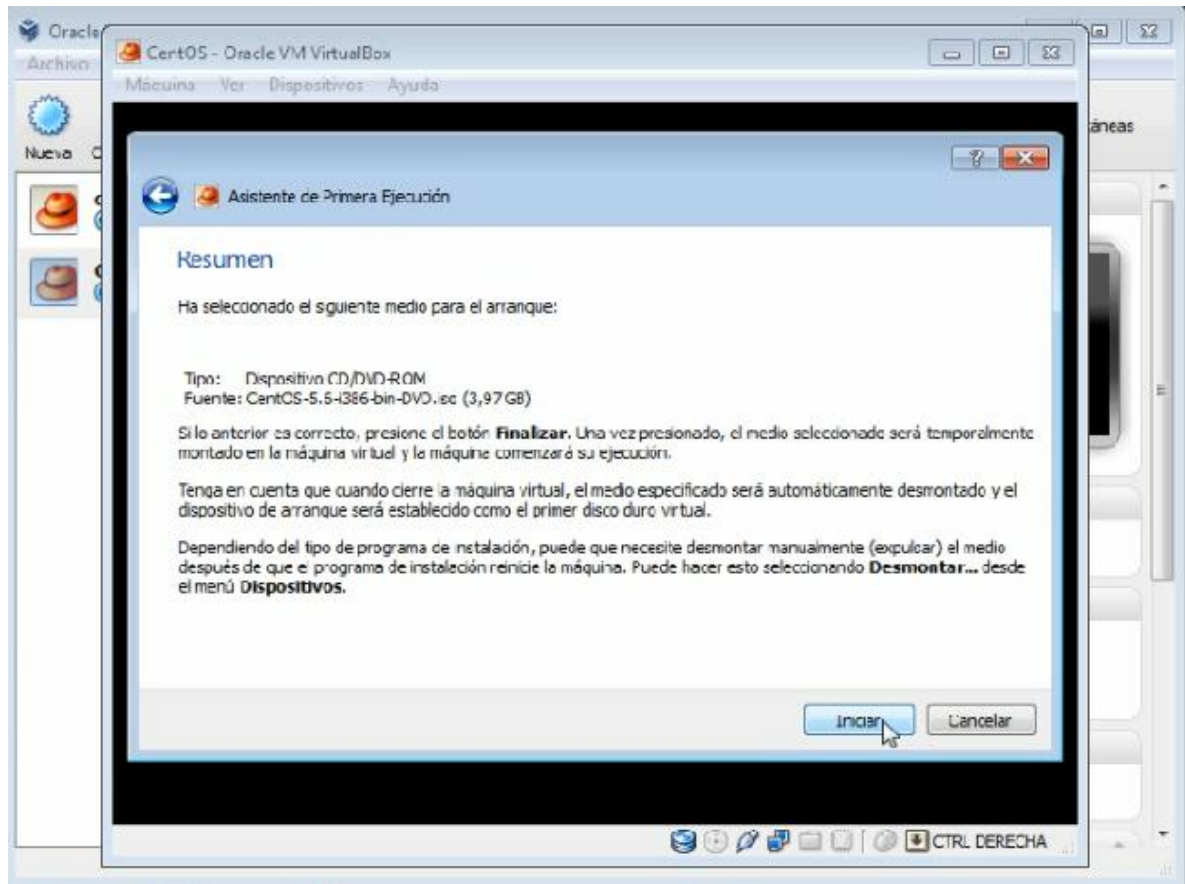 Oracle
Archivo
CentOS - Oracle VM VirtualBox
Máquina Ver Dispositivos Ayuda
Nueva
áneas
Asistente de Primera Ejecución
Resumen
Ha seleccionado el siguiente medio para el arranque:
Tipo: Dispositivo CD/DVD-ROM
Fuente: CentOS-5.5-i386-bin-DVD.iso (3,97 GB)
Si lo anterior es correcto, presione el botón Finalizar. Una vez presionado, el medio seleccionado será temporalmente
montado en la máquina virtual y la máquina comenzará su ejecución.
Tenga en cuenta que cuando cierre la máquina virtual, el medio especificado será automáticamente desmontado y el
dispositivo de arranque será establecido como el primer disco duro virtual.
Dependiendo del tipo de programa de instalación, puede que necesite desmontar manualmente (expulsar) el medio
después de que el programa de instalación reinicie la máquina. Puede hacer esto seleccionando Desmontar... desde
el menú Dispositivos.
Iniciar Cancelar
CTRL DERECHA